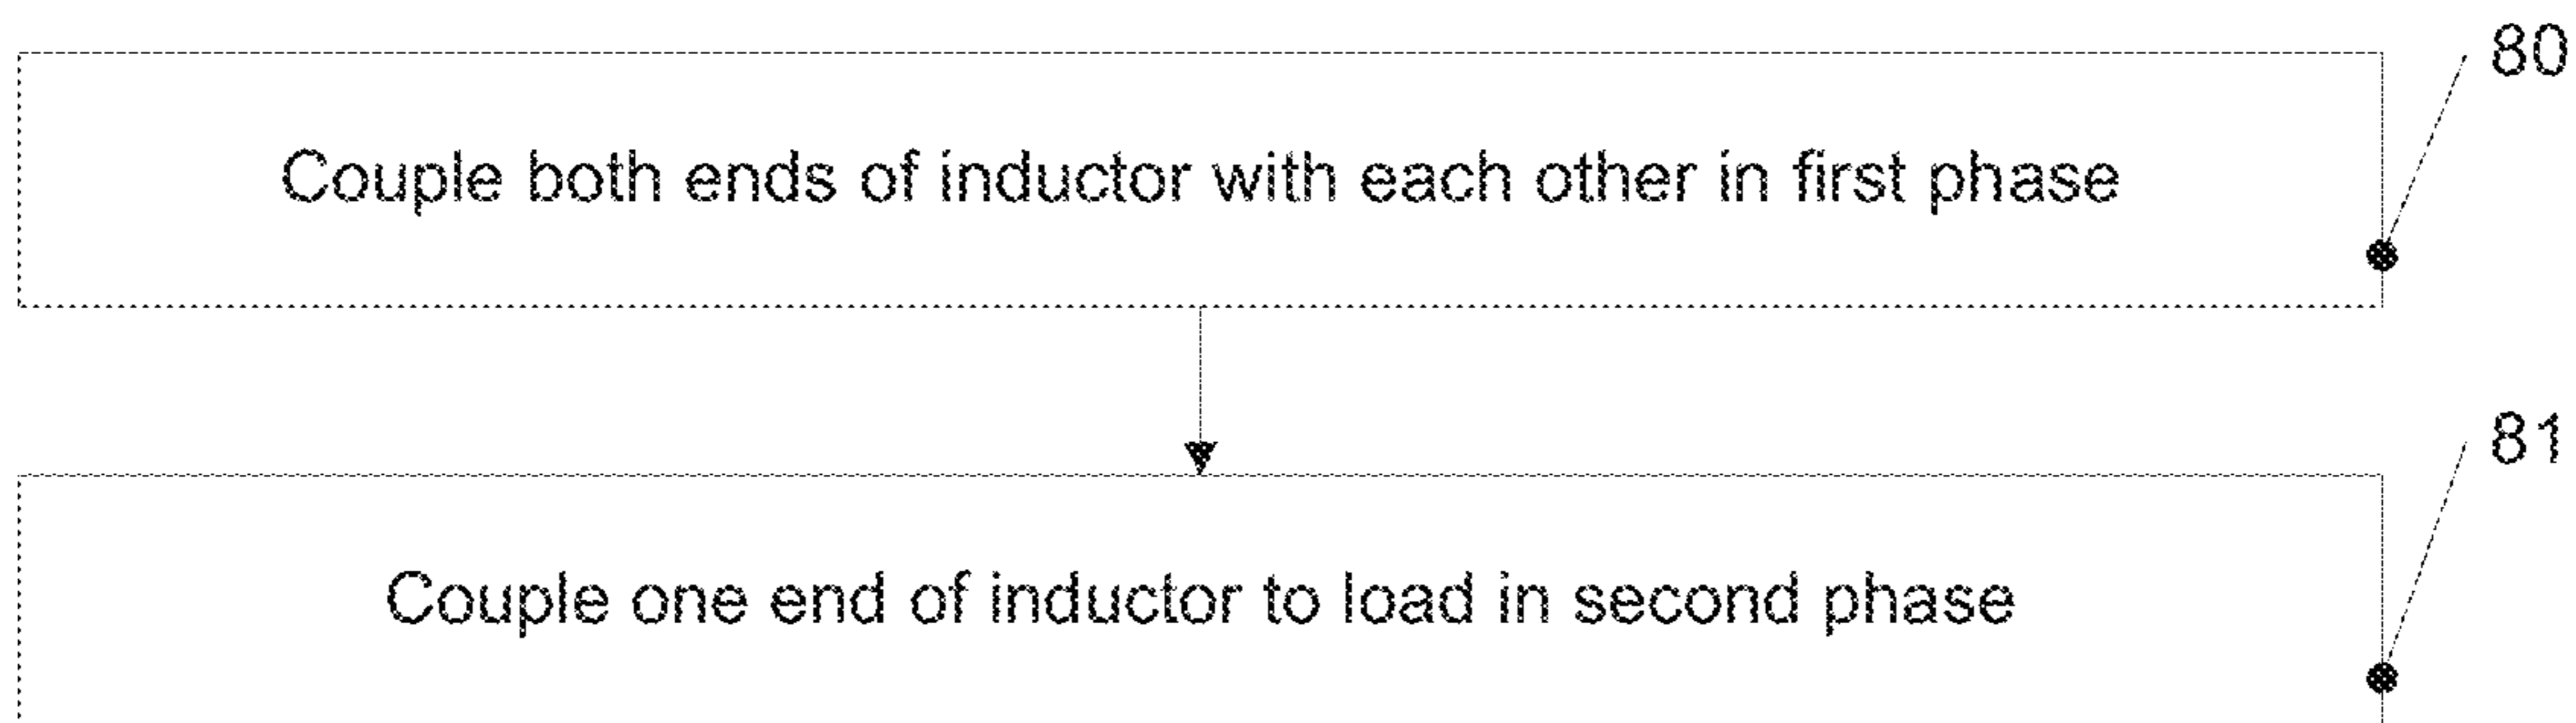 80
Couple both ends of inductor with each other in first phase
81
Couple one end of inductor to load in second phase